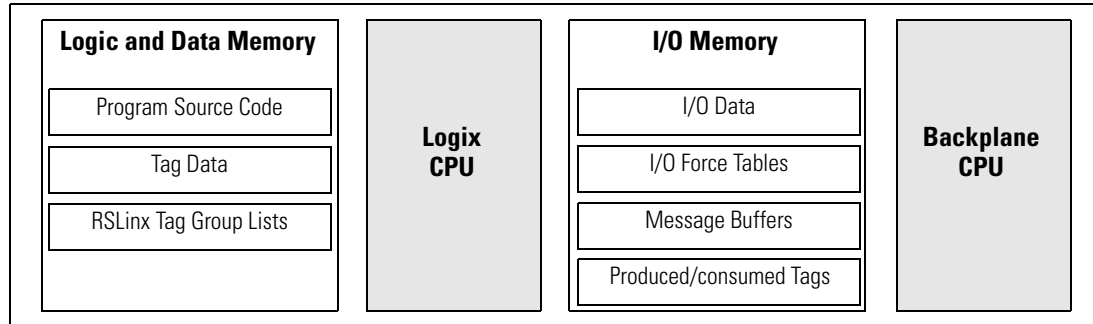 Logic and Data Memory
Program Source Code
Tag Data
RSLinx Tag Group Lists
Logix
CPU
I/O Memory
I/O Data
I/O Force Tables
Message Buffers
Produced/consumed Tags
Backplane
CPU